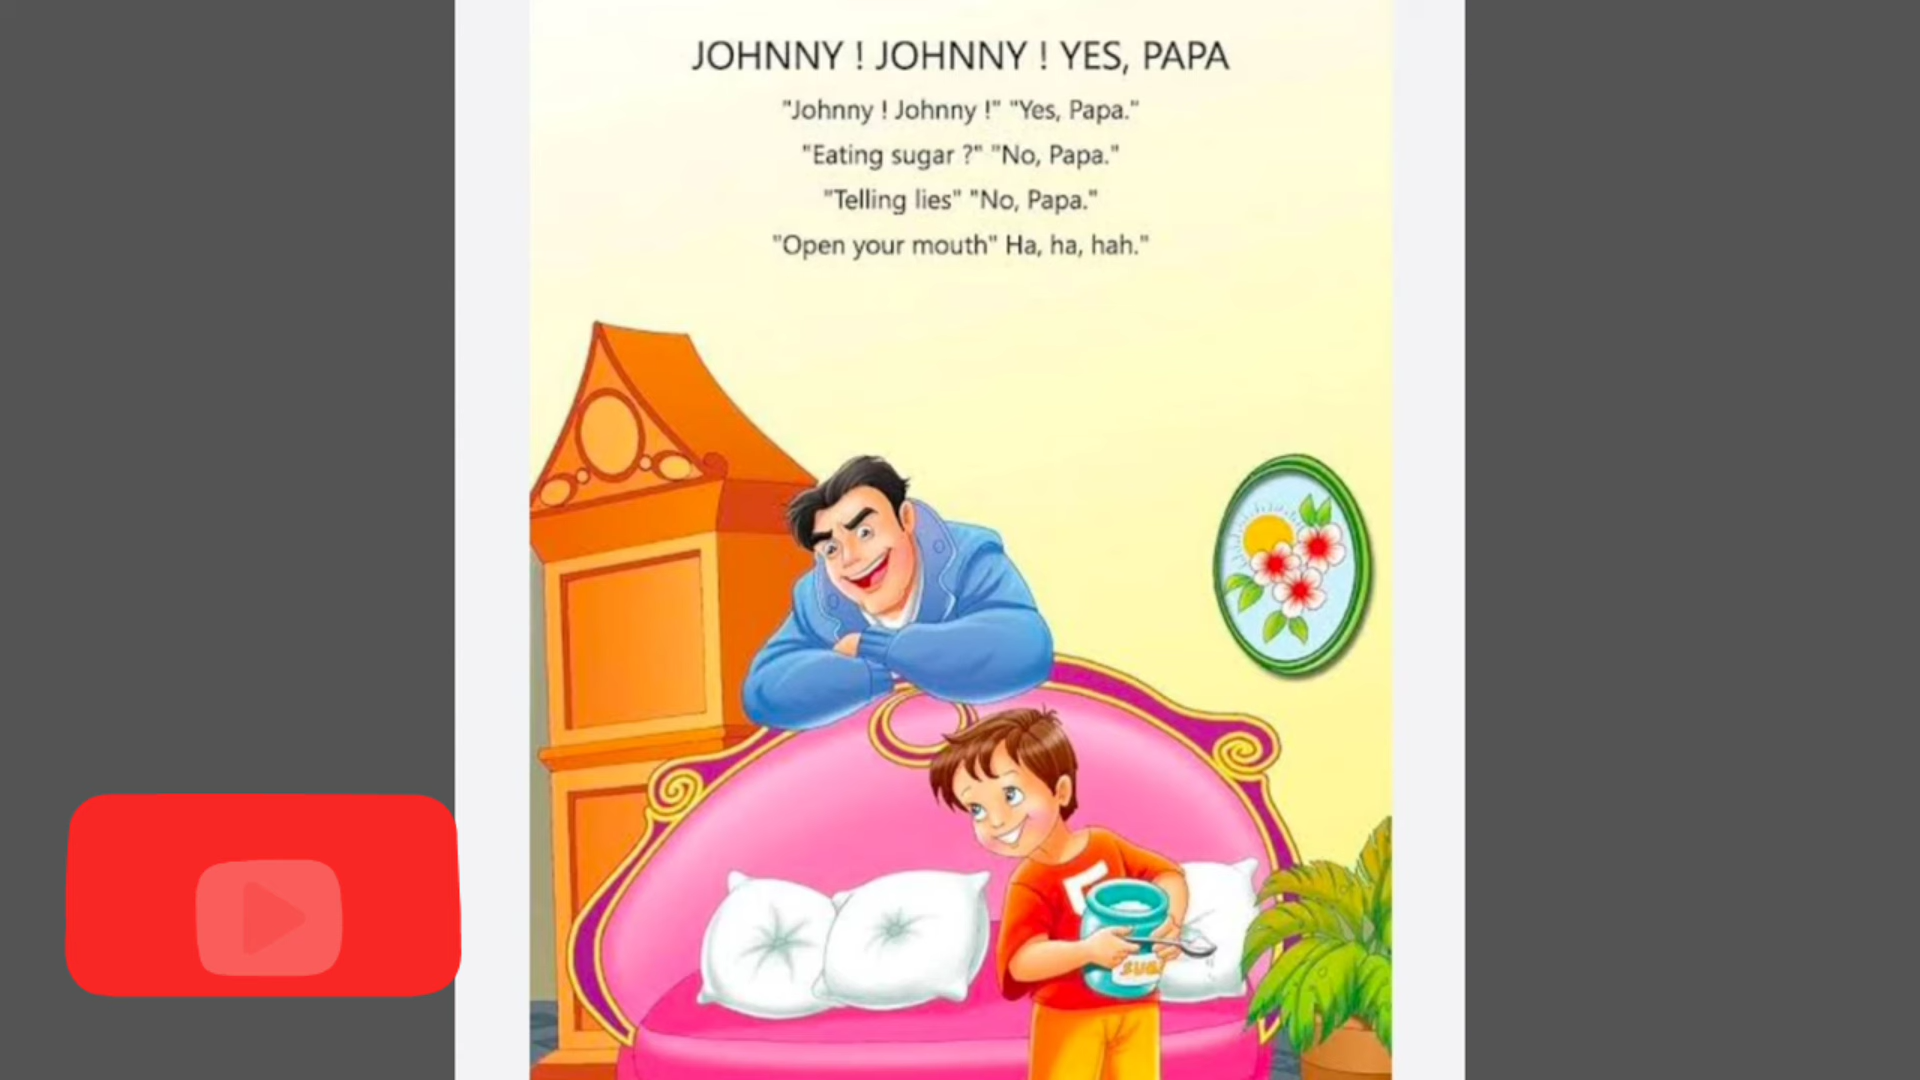 JOHNNY ! JOHNNY ! YES, PAPA
"Johnny ! Johnny !" "Yes, Papa."
"Eating sugar ?" "No, Papa."
"Telling lies" "No, Papa."
"Open your mouth" Ha, ha, hah."